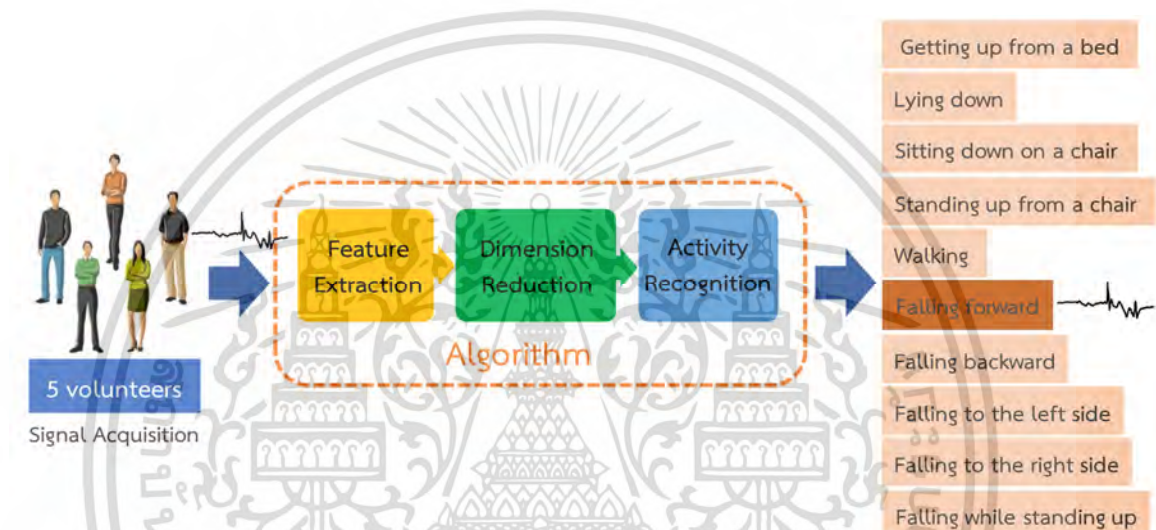 5 volunteers
Signal Acquisition
Feature
Extraction
Dimension
Reduction
Activity
Recognition
Algorithm
Getting up from a bed
Lying down
Sitting down on a chair
Standing up from a chair
Walking
Falling forward
Falling backward
Falling to the left side
Falling to the right side
Falling while standing up